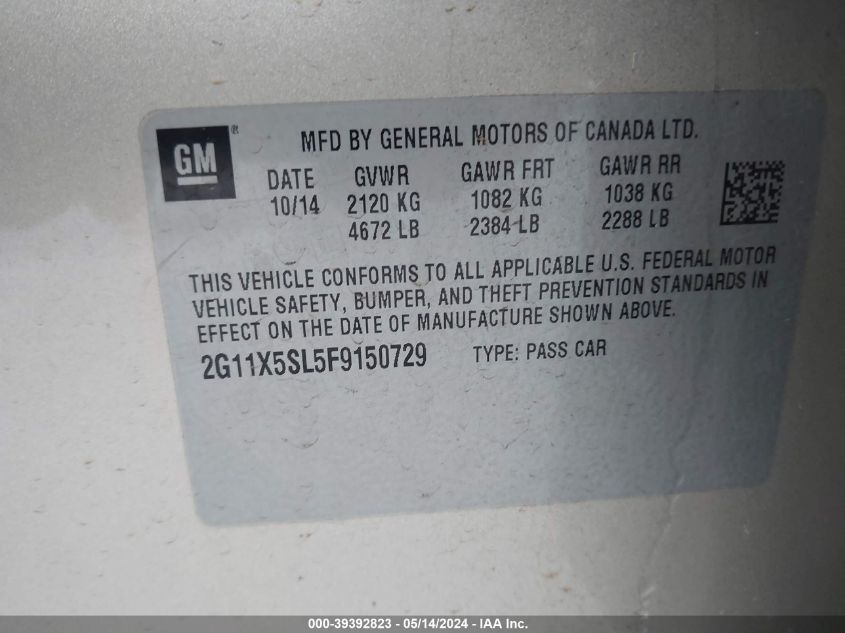 GM®
MFD BY GENERAL MOTORS OF CANADA LTD.
DATE GVWR GAWR FRT GAWR RR
10/14 2120 KG 1082 KG 1038 KG
4672 LB 2384 LB 2288 LB
THIS VEHICLE CONFORMS TO ALL APPLICABLE U.S. FEDERAL MOTOR
VEHICLE SAFETY, BUMPER, AND THEFT PREVENTION STANDARDS IN
EFFECT ON THE DATE OF MANUFACTURE SHOWN ABOVE.
2G11X5SL5F9150729 TYPE: PASS CAR
000-39392823 - 05/14/2024 - IAA Inc.